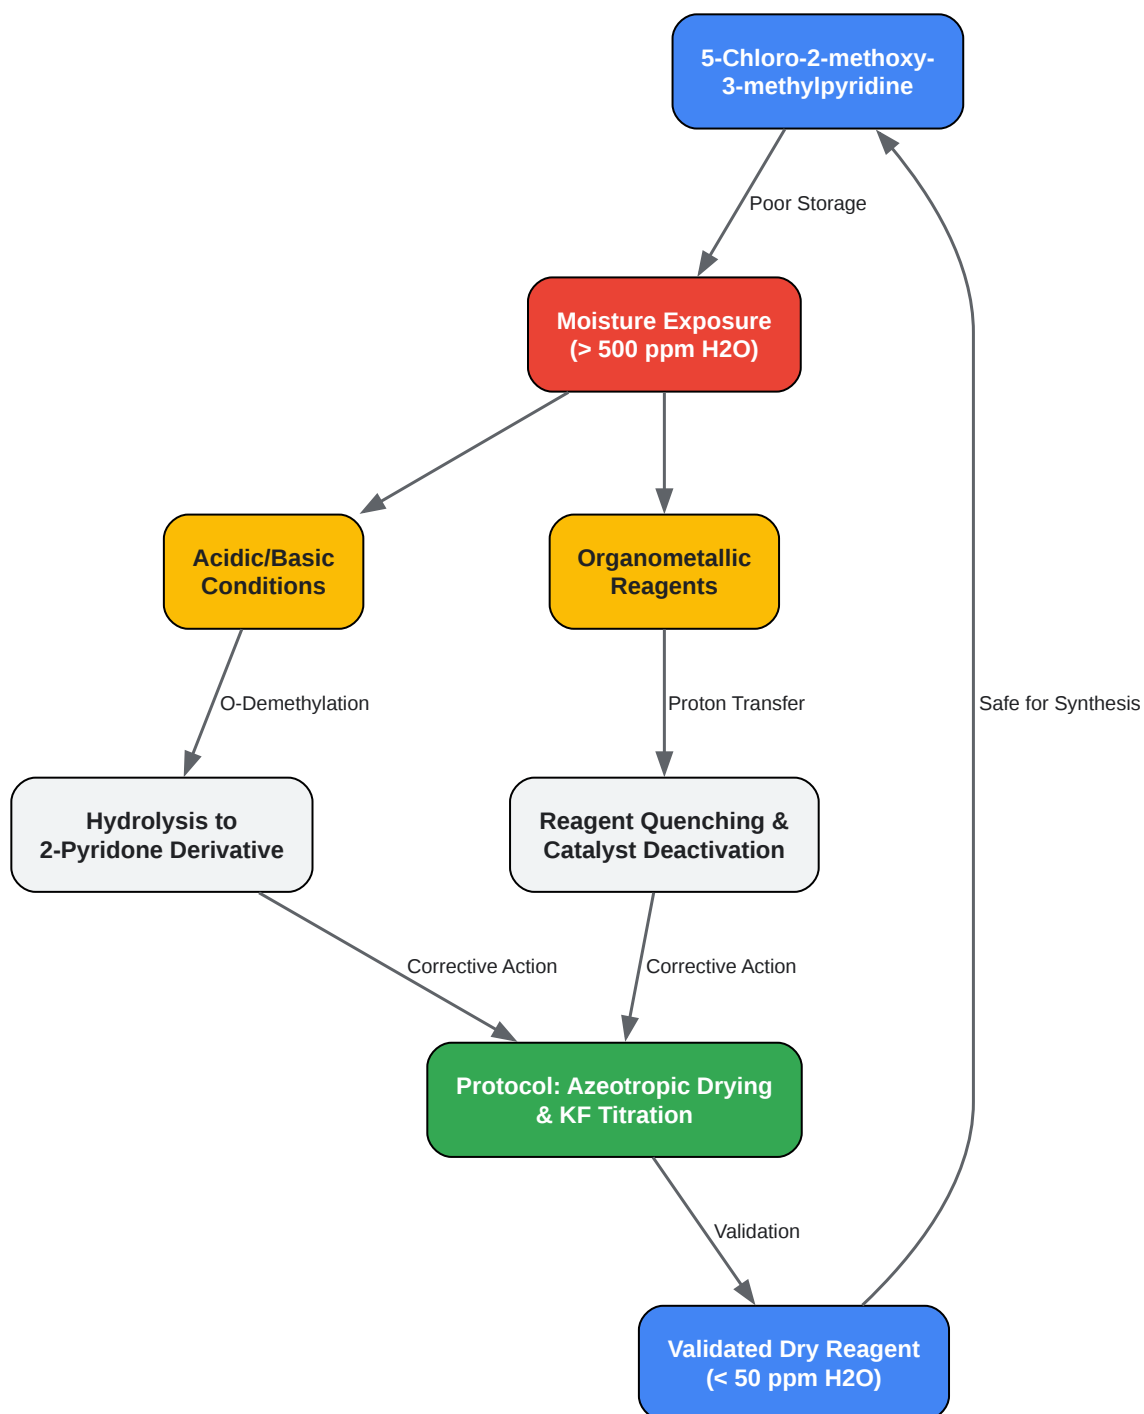 5-Chloro-2-methoxy-
3-methylpyridine
Poor Storage
Moisture Exposure
(> 500 ppm H2O)
Acidic/Basic
Conditions
Organometallic
Reagents
O-Demethylation
Proton Transfer
Safe for Synthesis
Hydrolysis to
2-Pyridone Derivative
Reagent Quenching &
Catalyst Deactivation
Corrective Action
Corrective Action
Protocol: Azeotropic Drying
& KF Titration
Validation
Validated Dry Reagent
(< 50 ppm H2O)